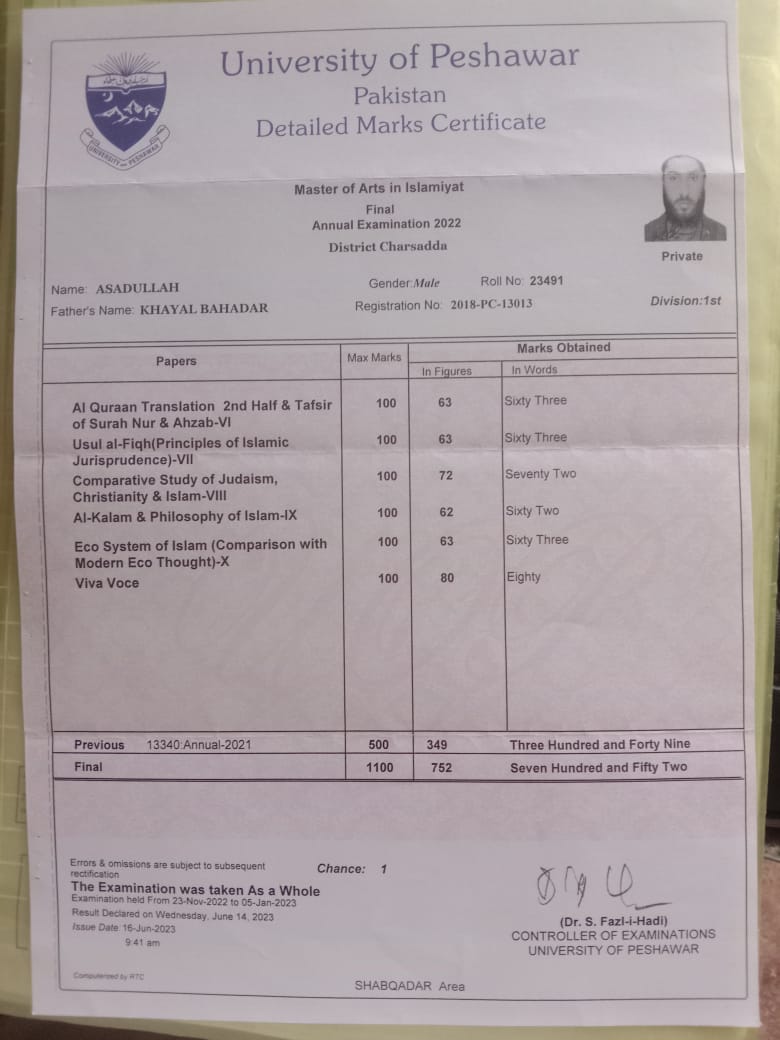 University of Peshawar
Pakistan
Detailed Marks Certificate
UNIVERSITY OF PESHAWAR
Master of Arts in Islamiyat
Final
Annual Examination 2022
District Charsadda
Private
Name: ASADULLAH Gender: Male Roll No: 23491
Father's Name: KHAYAL BAHADAR Registration No: 2018-PC-13013 Division:1st
Papers Max Marks Marks Obtained
In Figures In Words
Al Quraan Translation 2nd Half & Tafsir 100 63 Sixty Three
of Surah Nur & Ahzab-VI
Usul al-Fiqh(Principles of Islamic 100 63 Sixty Three
Jurisprudence)-VII
Comparative Study of Judaism, 100 72 Seventy Two
Christianity & Islam-VIII
Al-Kalam & Philosophy of Islam-IX 100 62 Sixty Two
Eco System of Islam (Comparison with 100 63 Sixty Three
Modern Eco Thought)-X
Viva Voce 100 80 Eighty
Previous 13340:Annual-2021 500 349 Three Hundred and Forty Nine
Final 1100 752 Seven Hundred and Fifty Two
Errors & omissions are subject to subsequent
rectification
Chance: 1
The Examination was taken As a Whole
Examination held From 23-Nov-2022 to 05-Jan-2023
Result Declared on Wednesday, June 14, 2023
Issue Date: 16-Jun-2023
9:41 am
(Dr. S. Fazl-i-Hadi)
CONTROLLER OF EXAMINATIONS
UNIVERSITY OF PESHAWAR
Computerized by RTC
SHABQADAR Area